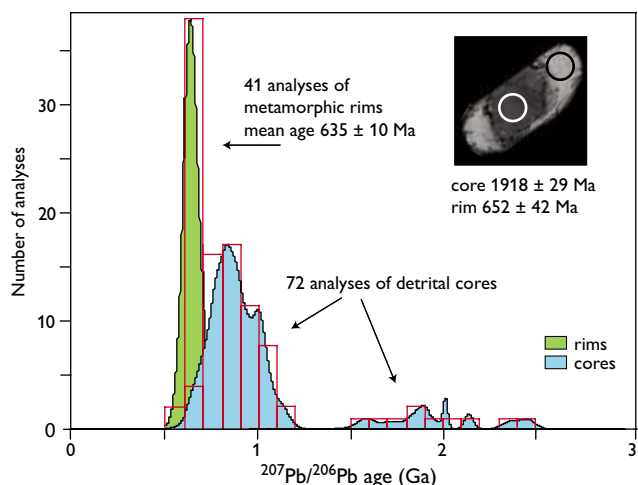 Number of analyses
30
20
10
0
41 analyses of
metamorphic rims
mean age 635 ± 10 Ma
core 1918 ± 29 Ma
rim 652 ± 42 Ma
72 analyses of detrital cores
rims
cores
0
1
2
3
²⁰⁷Pb/²⁰⁶Pb age (Ga)